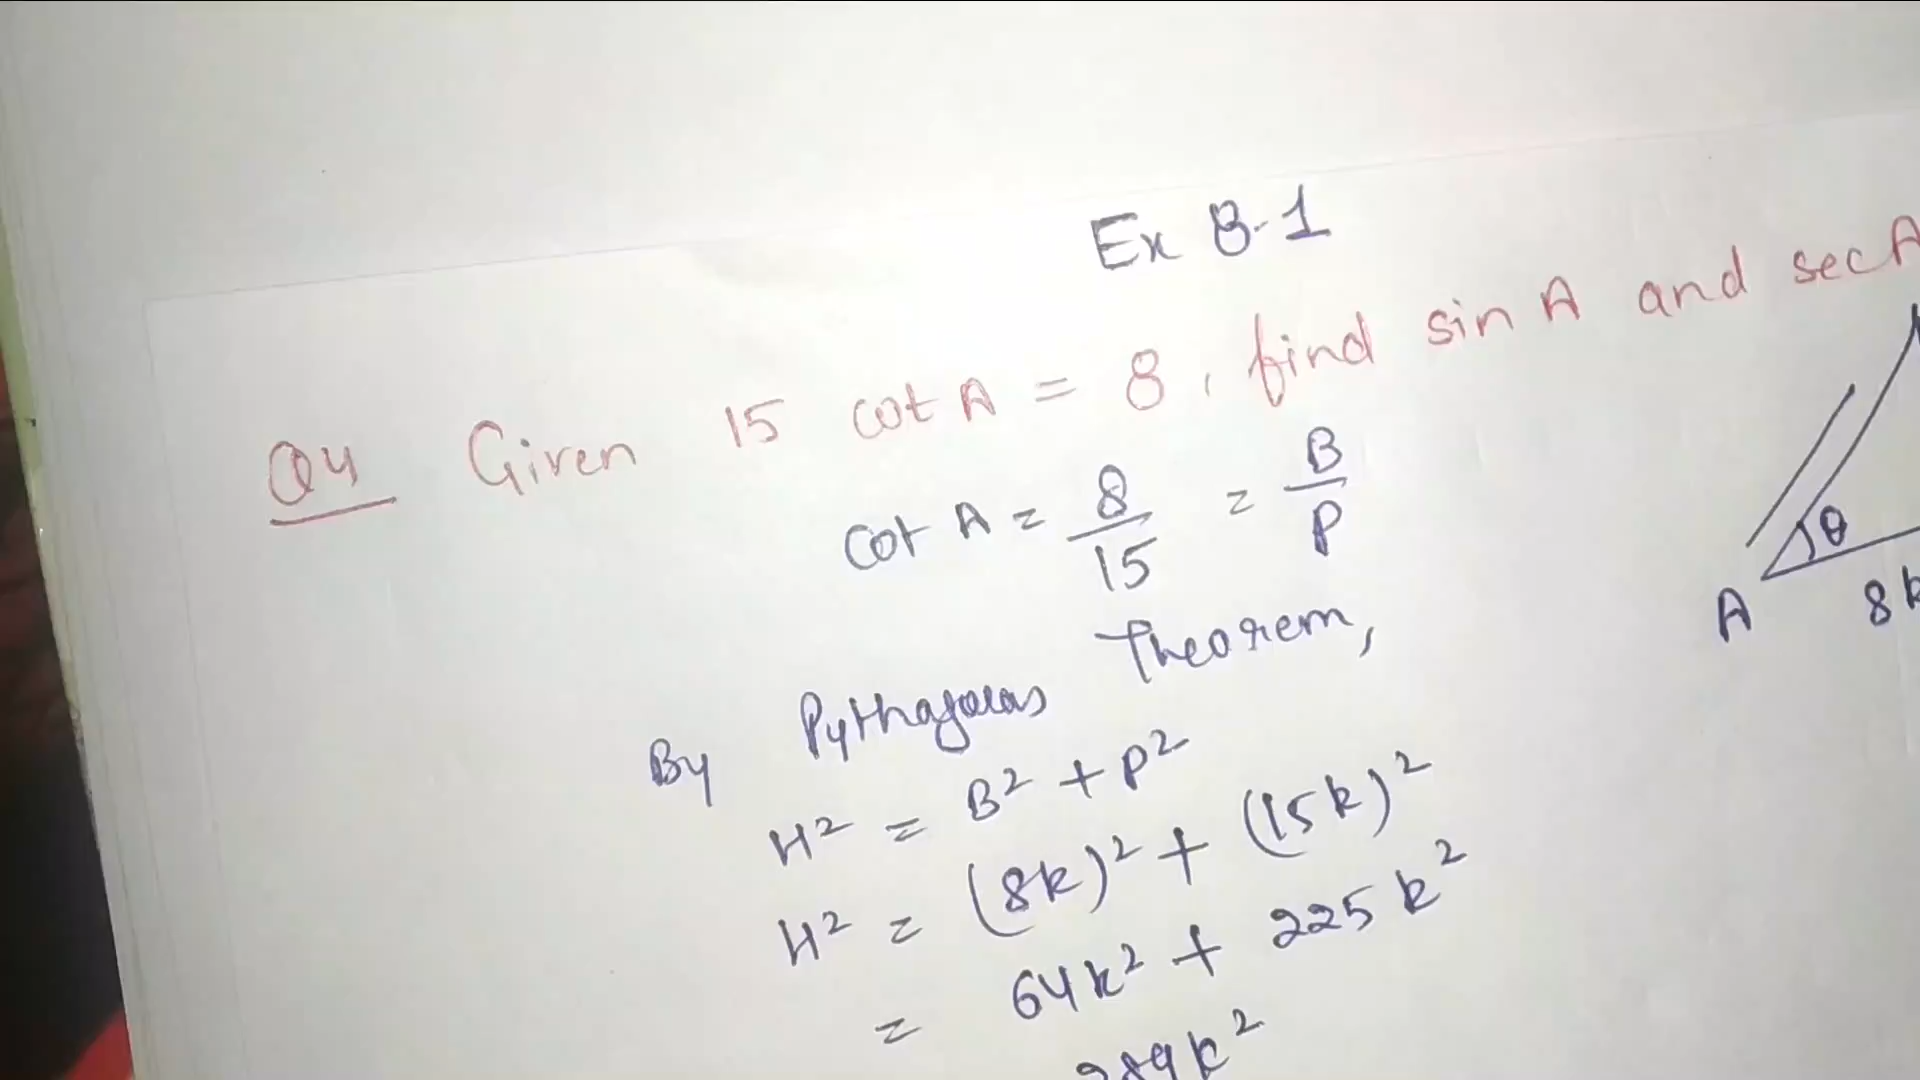 Ex 8.1
Q4 Given 15 cot A = 8, find sin A and sec A
cot A = 8/15 = B/P
θ
A 8k
By Pythagoras Theorem,
H² = B² + P²
H² = (8k)² + (15k)²
= 64k² + 225k²
289k²